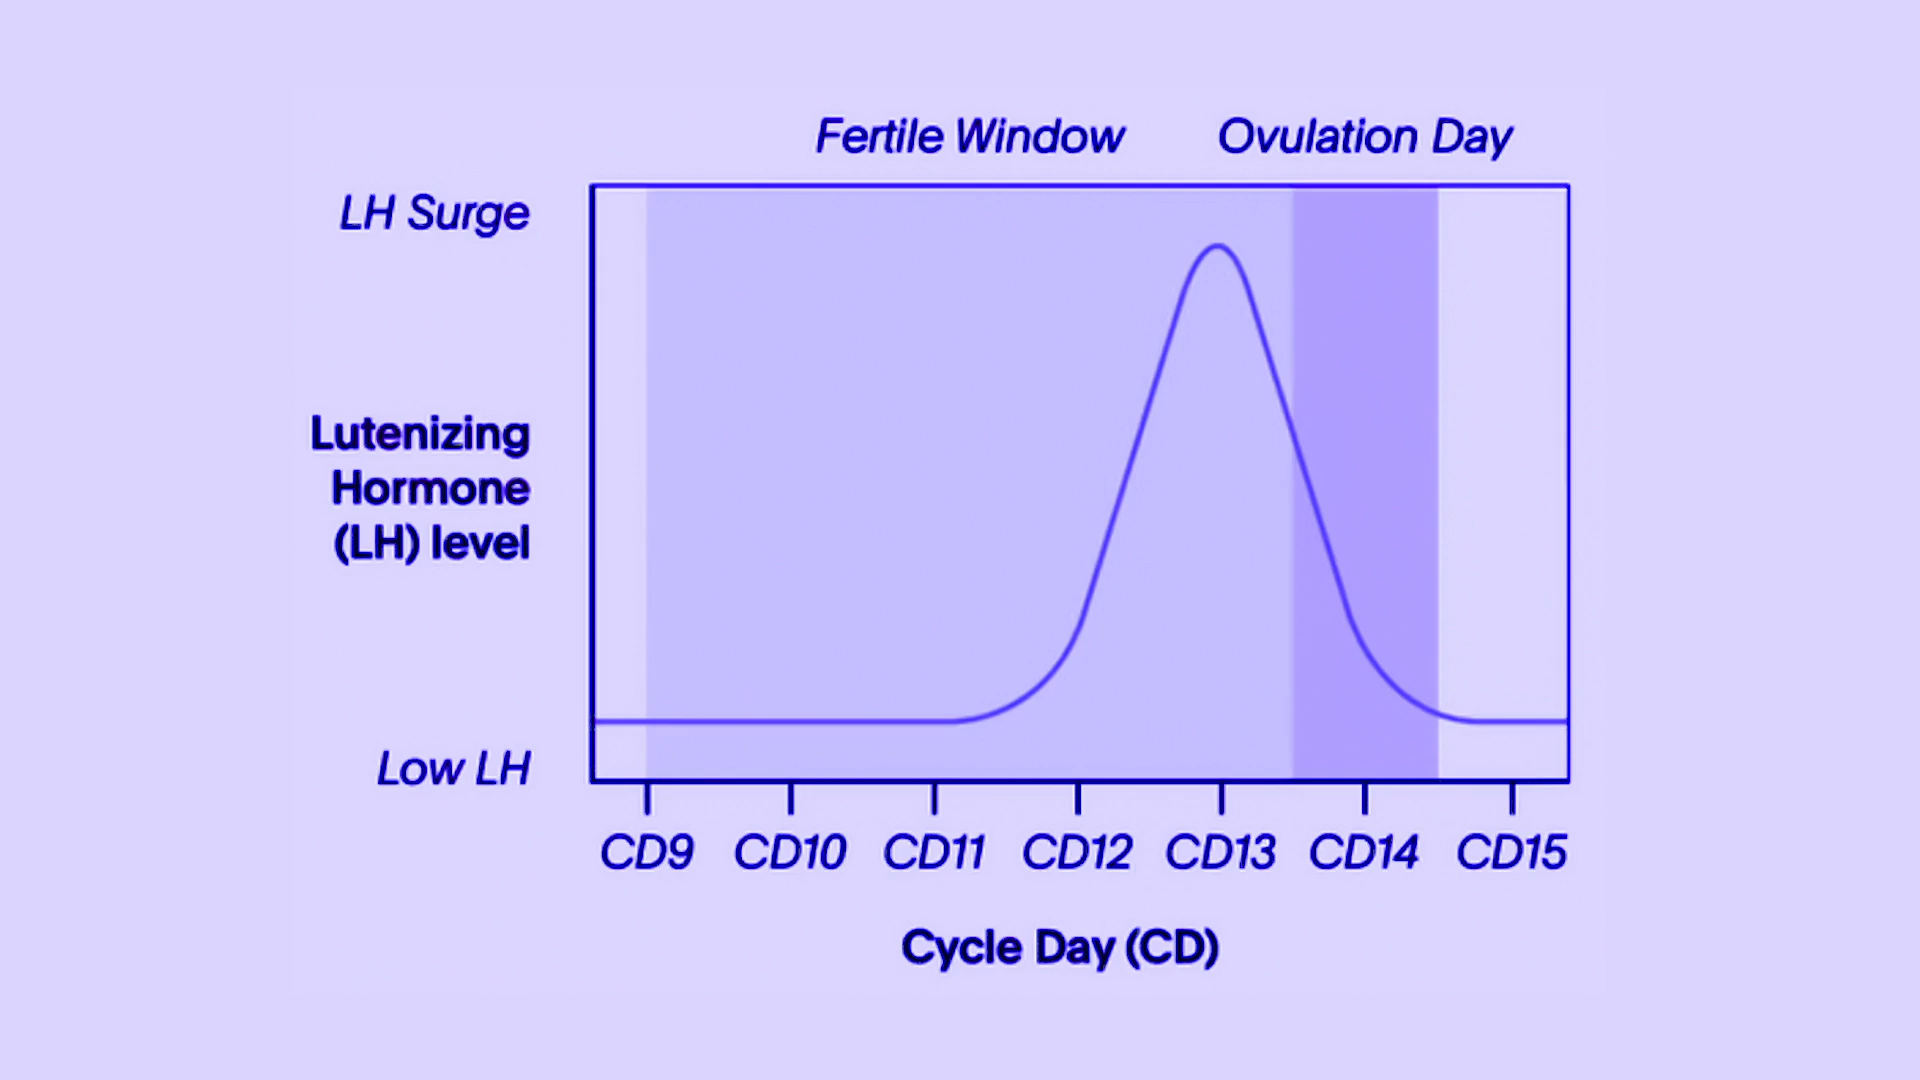 Fertile Window
Ovulation Day
LH Surge
Lutenizing
Hormone
(LH) level
Low LH
CD9
CD10
CD11
CD12
CD13
CD14
CD15
Cycle Day (CD)